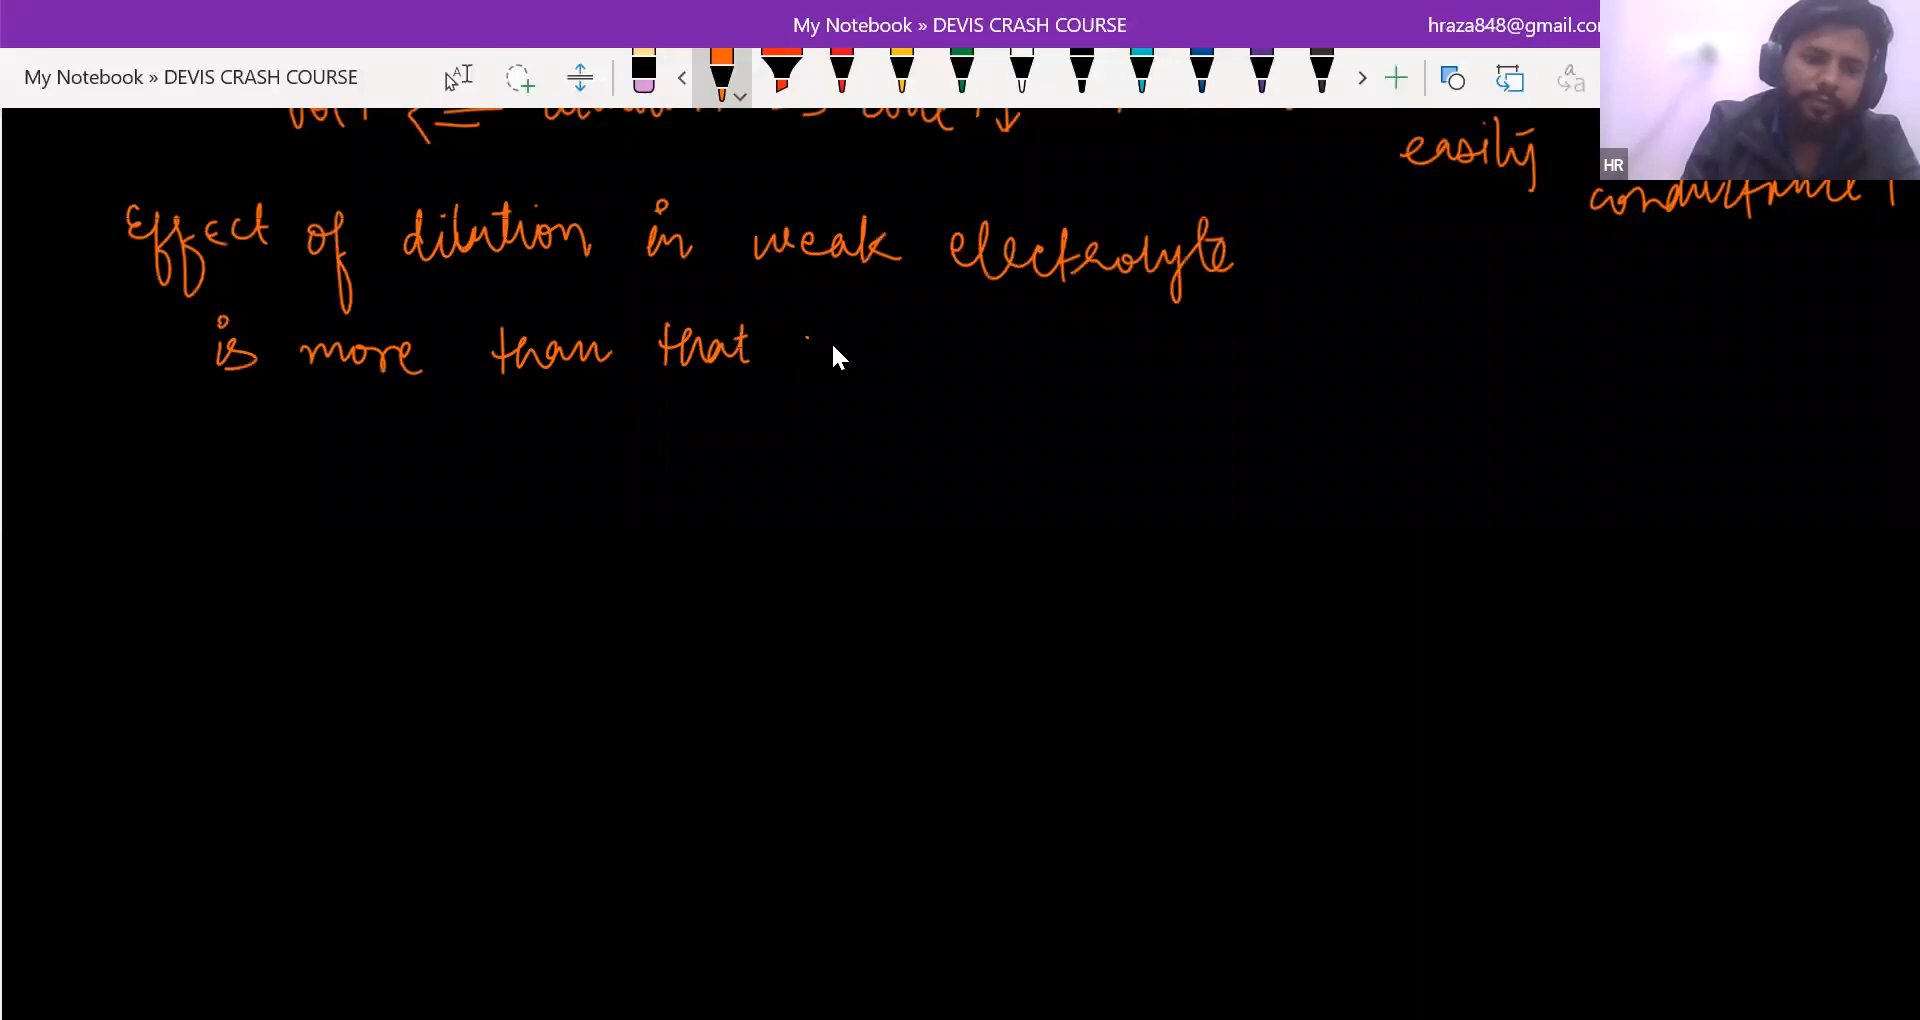 My Notebook » DEVIS CRASH COURSE
hraza848@gmail.co
My Notebook » DEVIS CRASH COURSE
HR
easily
conductance ↑
Effect of dilution in weak electrolyte
is more than that